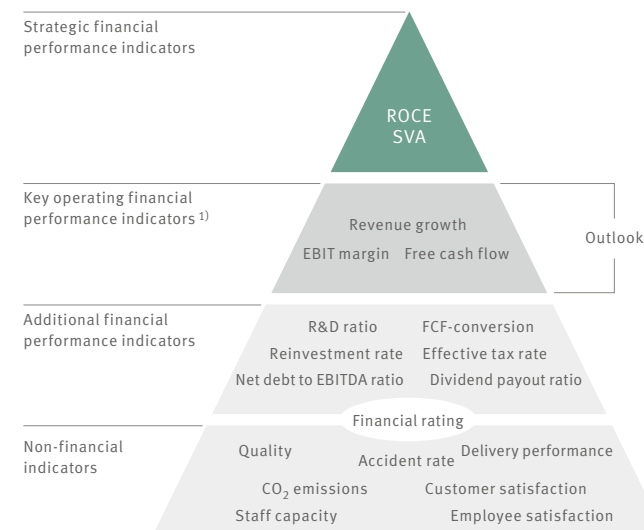 Strategic financial
performance indicators
ROCE
SVA
Key operating financial
performance indicators 1)
Revenue growth
EBIT margin Free cash flow
Outlook
Additional financial
performance indicators
R&D ratio FCF-conversion
Reinvestment rate Effective tax rate
Net debt to EBITDA ratio Dividend payout ratio
Financial rating
Non-financial
indicators
Quality Accident rate Delivery performance
CO₂ emissions Customer satisfaction
Staff capacity Employee satisfaction